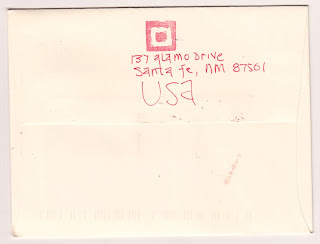 137 alamo Drive
Santa Fe, NM 87501
USA